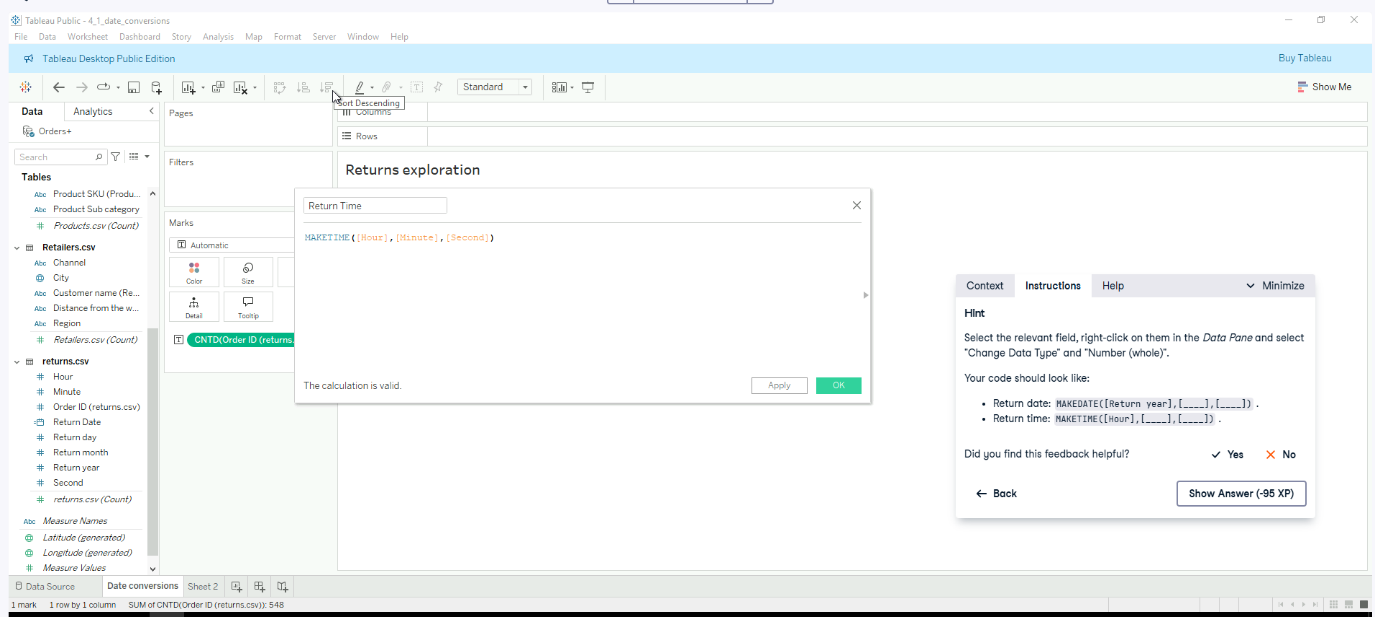 Tableau Public - 4_1_date_conversions
File Data Worksheet Dashboard Story Analysis Map Format Server Window Help
Tableau Desktop Public Edition
Buy Tableau
Standard
Show Me
Sort Descending
Data
Analytics
Orders+
Search
Tables
Abc Product SKU (Produ...
Abc Product Sub category
# Products.csv (Count)
Retailers.csv
Abc Channel
City
Abc Customer name (Re...
Abc Distance from the w...
Abc Region
# Retailers.csv (Count)
returns.csv
# Hour
# Minute
# Order ID (returns.csv)
Return Date
# Return day
# Return month
# Return year
# Second
# returns.csv (Count)
Abc Measure Names
Latitude (generated)
Longitude (generated)
# Measure Values
Pages
Filters
Marks
Automatic
Color
Size
Detail
Tooltip
CNTD(Order ID (returns.
Columns
Rows
Returns exploration
Return Time
MAKETIME([Hour],[Minute],[Second])
The calculation is valid.
Apply
OK
Context
Instructions
Help
Minimize
Hint
Select the relevant field, right-click on them in the Data Pane and select
"Change Data Type" and "Number (whole)".
Your code should look like:
• Return date: MAKEDATE([Return year],[____],[____]) .
• Return time: MAKETIME([Hour],[____],[____]) .
Did you find this feedback helpful?
Yes
No
Back
Show Answer (-95 XP)
Data Source
Date conversions
Sheet 2
1 mark 1 row by 1 column SUM of CNTD(Order ID (returns.csv)): 548